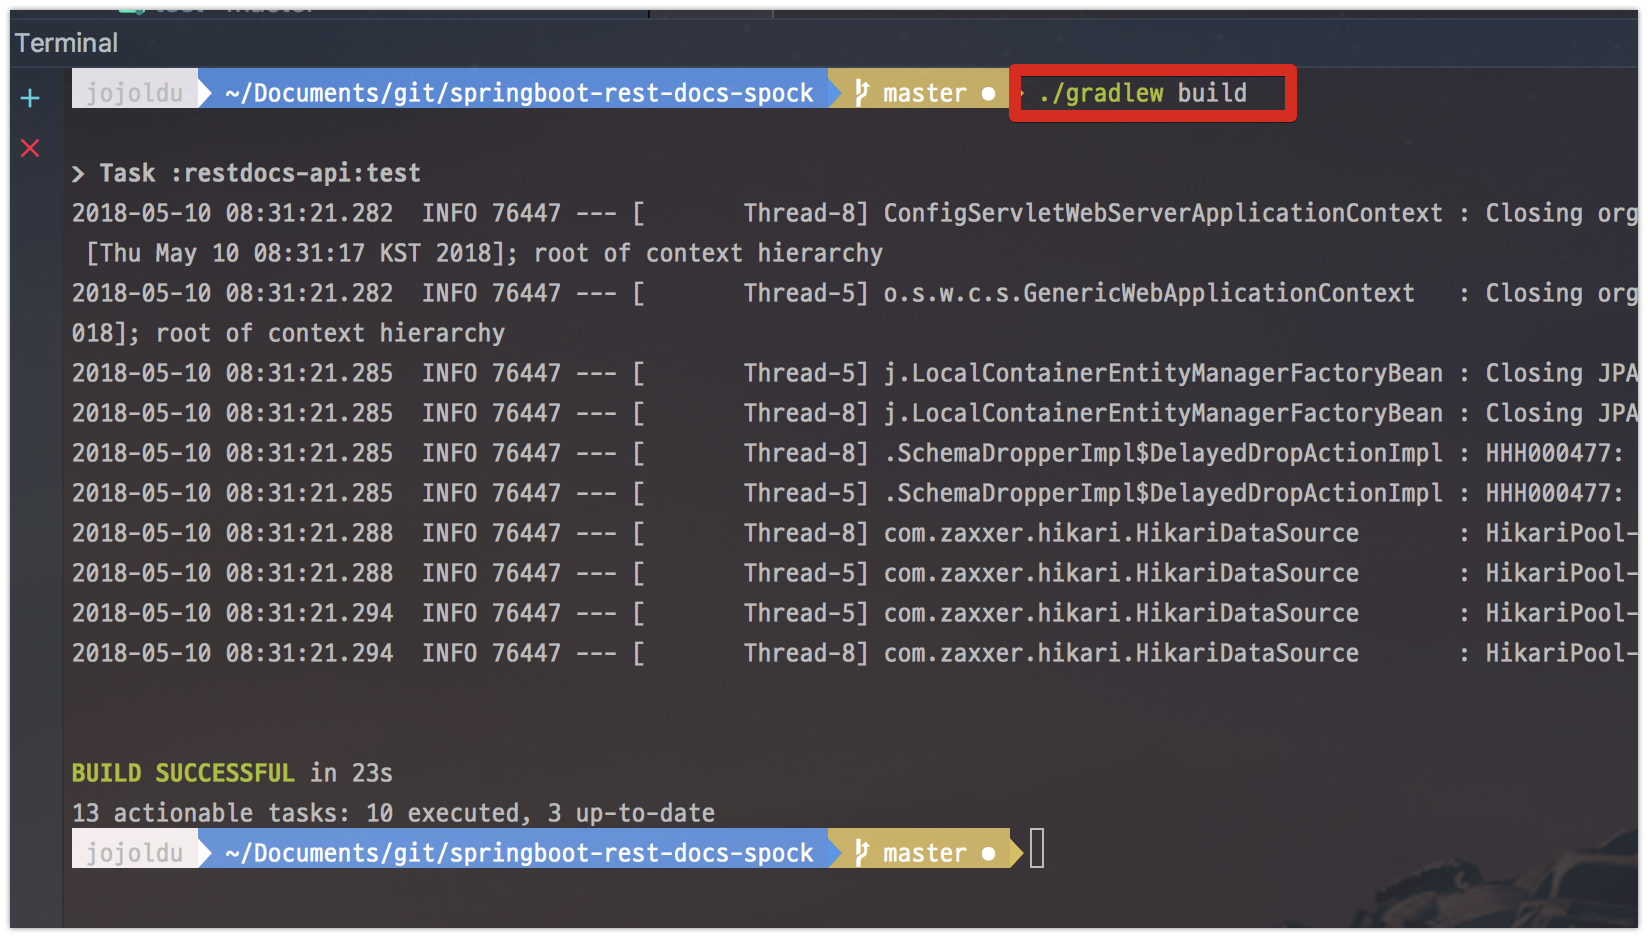 Terminal
jojoldu ~/Documents/git/springboot-rest-docs-spock master ● ./gradlew build
> Task :restdocs-api:test
2018-05-10 08:31:21.282  INFO 76447 --- [       Thread-8] ConfigServletWebServerApplicationContext : Closing org
[Thu May 10 08:31:17 KST 2018]; root of context hierarchy
2018-05-10 08:31:21.282  INFO 76447 --- [       Thread-5] o.s.w.c.s.GenericWebApplicationContext   : Closing org
018]; root of context hierarchy
2018-05-10 08:31:21.285  INFO 76447 --- [       Thread-5] j.LocalContainerEntityManagerFactoryBean : Closing JPA
2018-05-10 08:31:21.285  INFO 76447 --- [       Thread-8] j.LocalContainerEntityManagerFactoryBean : Closing JPA
2018-05-10 08:31:21.285  INFO 76447 --- [       Thread-8] .SchemaDropperImpl$DelayedDropActionImpl : HHH000477:
2018-05-10 08:31:21.285  INFO 76447 --- [       Thread-5] .SchemaDropperImpl$DelayedDropActionImpl : HHH000477:
2018-05-10 08:31:21.288  INFO 76447 --- [       Thread-8] com.zaxxer.hikari.HikariDataSource       : HikariPool-
2018-05-10 08:31:21.288  INFO 76447 --- [       Thread-5] com.zaxxer.hikari.HikariDataSource       : HikariPool-
2018-05-10 08:31:21.294  INFO 76447 --- [       Thread-5] com.zaxxer.hikari.HikariDataSource       : HikariPool-
2018-05-10 08:31:21.294  INFO 76447 --- [       Thread-8] com.zaxxer.hikari.HikariDataSource       : HikariPool-
BUILD SUCCESSFUL in 23s
13 actionable tasks: 10 executed, 3 up-to-date
jojoldu ~/Documents/git/springboot-rest-docs-spock master ●